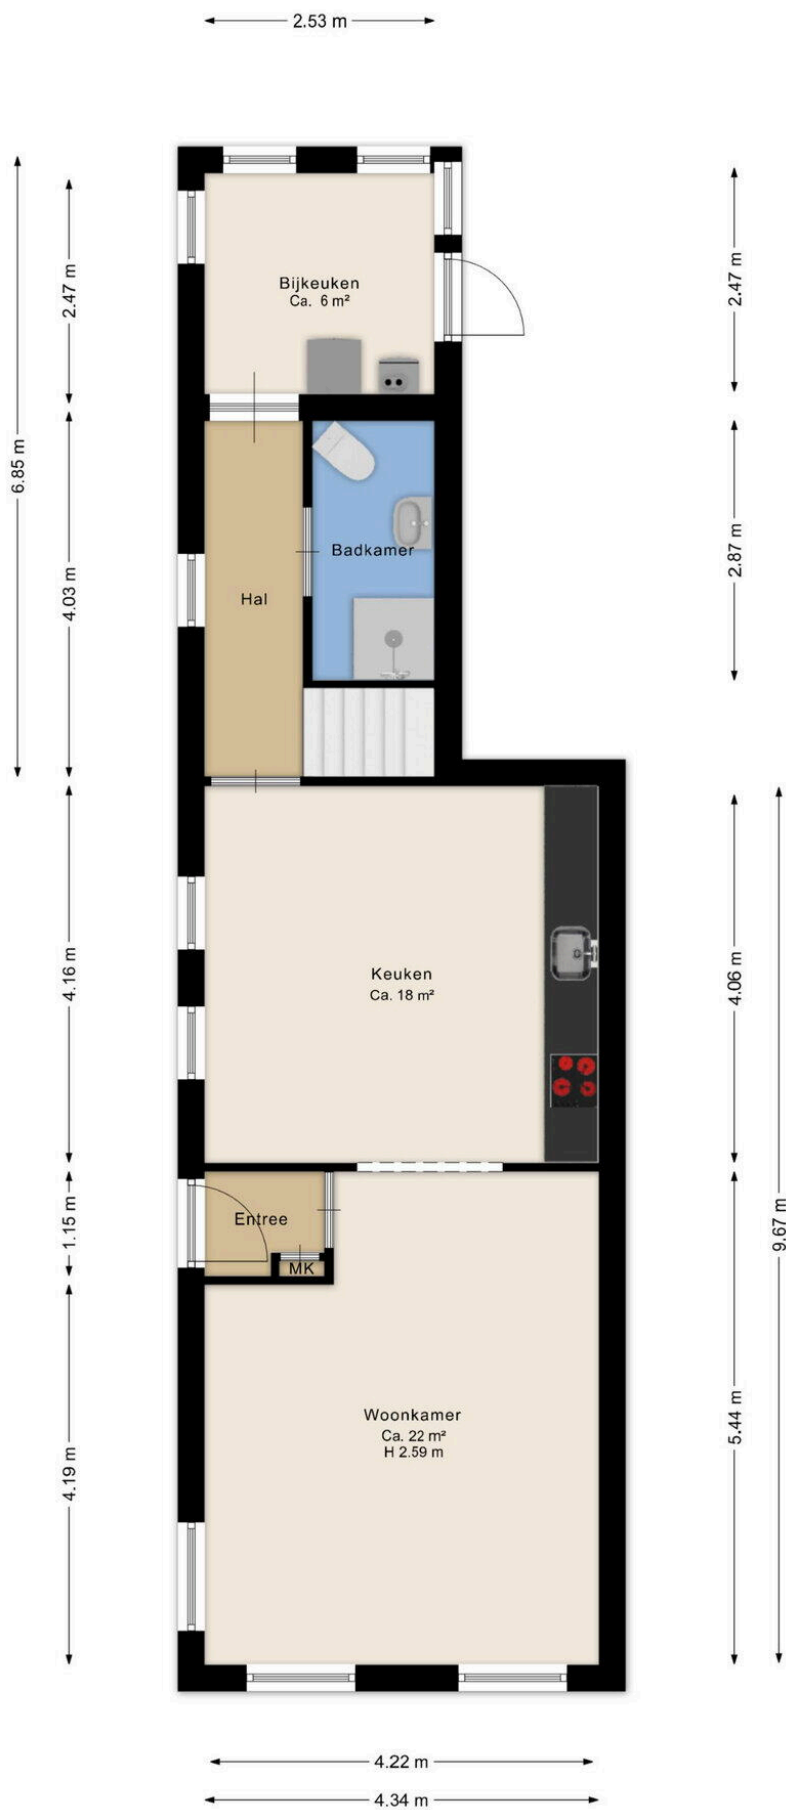 2.53 m
Bijkeuken
Ca. 6 m²
2.47 m
2.47 m
6.85 m
4.03 m
Hal
Badkamer
2.87 m
4.16 m
Keuken
Ca. 18 m²
4.06 m
1.15 m
Entree
MK
9.67 m
4.19 m
Woonkamer
Ca. 22 m²
H 2.59 m
5.44 m
4.22 m
4.34 m